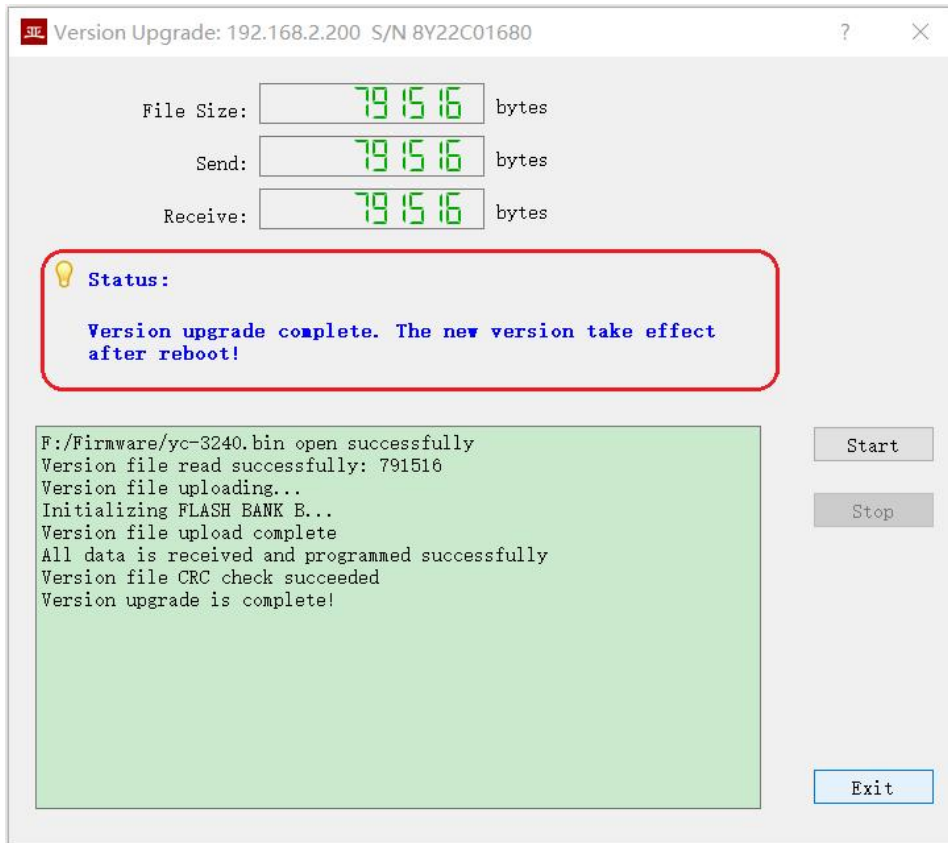 亚 Version Upgrade: 192.168.2.200 S/N 8Y22C01680 ?
File Size: 791516 bytes
Send: 791516 bytes
Receive: 791516 bytes
Status:
Version upgrade complete. The new version take effect
after reboot!
F:/Firmware/yc-3240.bin open successfully
Version file read successfully: 791516
Version file uploading...
Initializing FLASH BANK B...
Version file upload complete
All data is received and programmed successfully
Version file CRC check succeeded
Version upgrade is complete!
Start
Stop
Exit